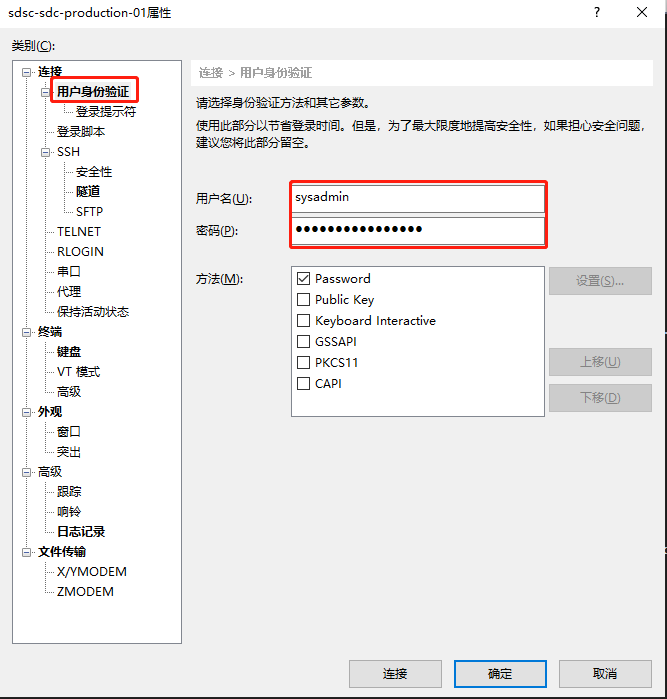 sdsc-sdc-production-01属性
类别(C):
连接
用户身份验证
登录提示符
登录脚本
SSH
安全性
隧道
SFTP
TELNET
RLOGIN
串口
代理
保持活动状态
终端
键盘
VT 模式
高级
外观
窗口
突出
高级
跟踪
响铃
日志记录
文件传输
X/YMODEM
ZMODEM
连接 > 用户身份验证
请选择身份验证方法和其它参数。
使用此部分以节省登录时间。但是，为了最大限度地提高安全性，如果担心安全问题，
建议您将此部分留空。
用户名(U):
sysadmin
密码(P):
●●●●●●●●●●●●●●●●
方法(M):
Password
Public Key
Keyboard Interactive
GSSAPI
PKCS11
CAPI
设置(S)...
上移(U)
下移(D)
连接
确定
取消